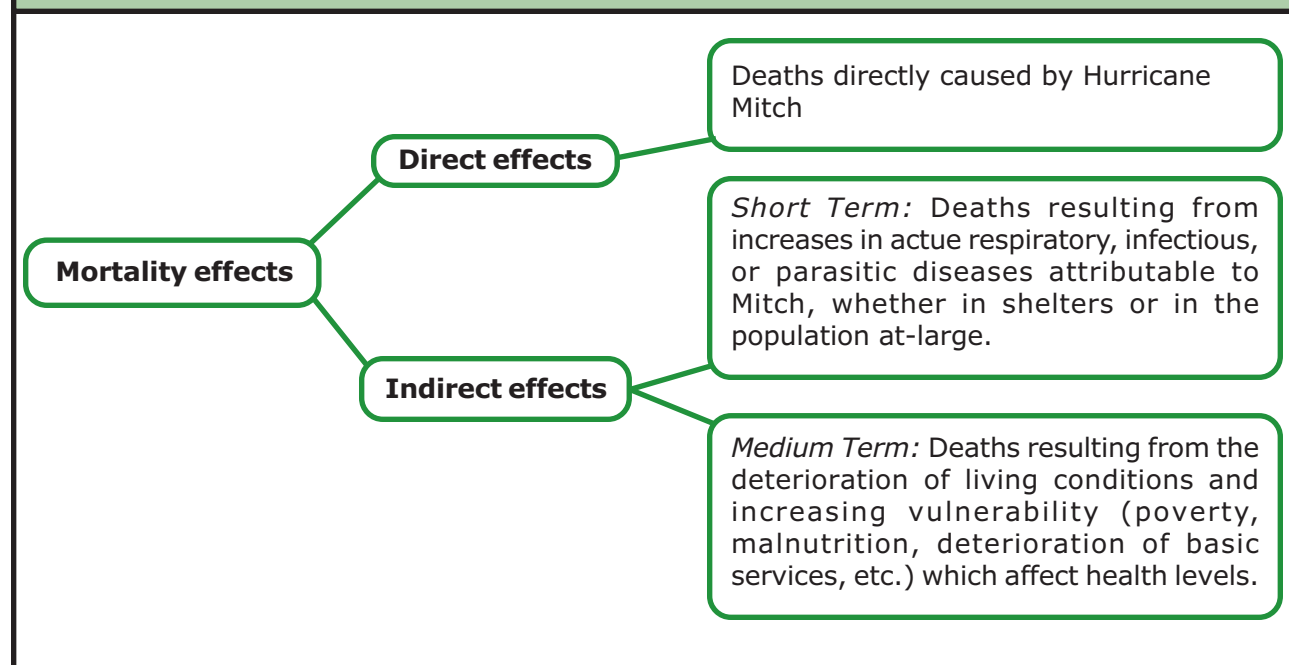 Mortality effects
Direct effects
Deaths directly caused by Hurricane
Mitch
Indirect effects
Short Term: Deaths resulting from
increases in actue respiratory, infectious,
or parasitic diseases attributable to
Mitch, whether in shelters or in the
population at-large.
Medium Term: Deaths resulting from the
deterioration of living conditions and
increasing vulnerability (poverty,
malnutrition, deterioration of basic
services, etc.) which affect health levels.